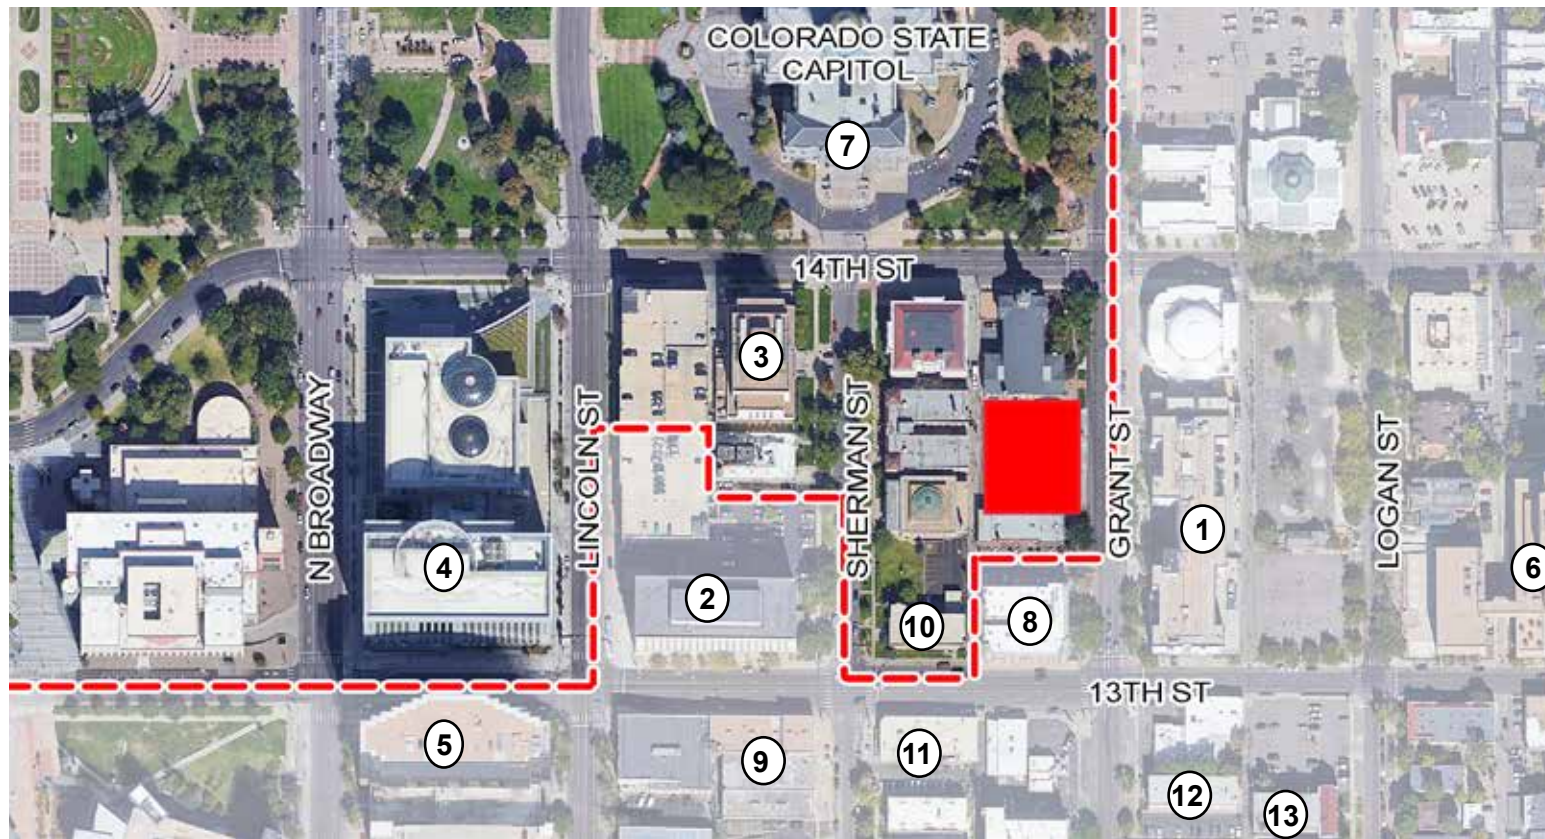 COLORADO STATE
CAPITOL
7
14TH ST
3
N BROADWAY
LINCOLN ST
SHERMAN ST
GRANT ST
LOGAN ST
1
4
2
10
8
6
13TH ST
5
9
11
12
13